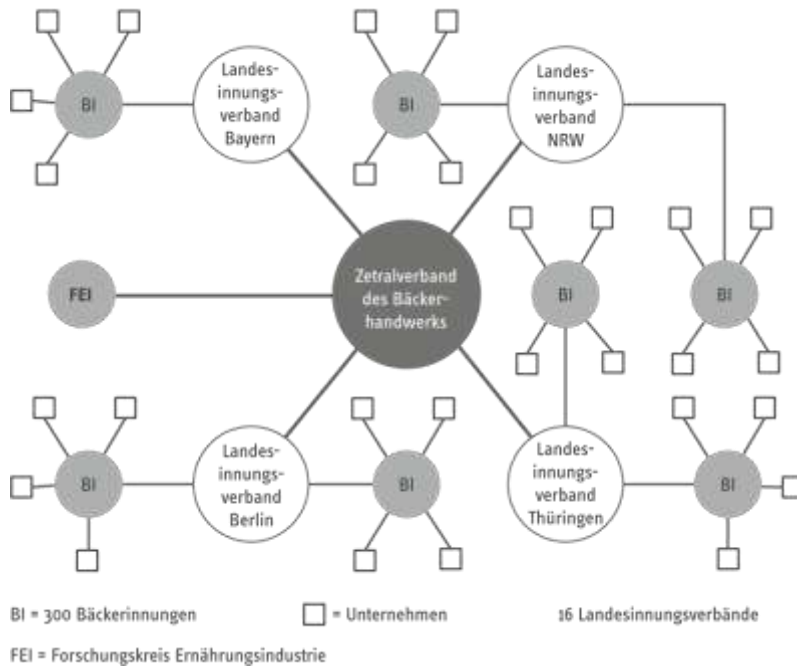 Landes-
innungs-
verband
Bayern
BI
Landes-
innungs-
verband
NRW
BI
FEI
Zetralverband
des Bäcker-
handwerks
BI
BI
BI
Landes-
innungs-
verband
Berlin
BI
Landes-
innungs-
verband
Thüringen
BI
BI = 300 Bäckerinnungen
= Unternehmen
16 Landesinnungsverbände
FEI = Forschungskreis Ernährungsindustrie